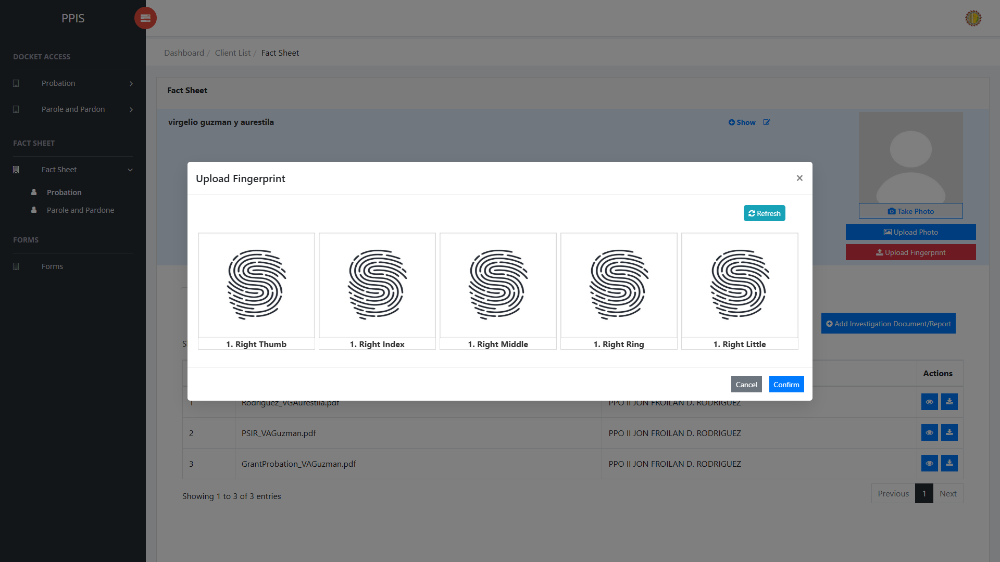 PPIS
DOCKET ACCESS
Probation
Parole and Pardon
FACT SHEET
Fact Sheet
Probation
Parole and Pardone
FORMS
Forms
Dashboard / Client List / Fact Sheet
Fact Sheet
virgelio guzman y aurestila
Show
Take Photo
Upload Photo
Upload Fingerprint
Upload Fingerprint
×
Refresh
1. Right Thumb
1. Right Index
1. Right Middle
1. Right Ring
1. Right Little
Cancel
Confirm
Add Investigation Document/Report
Actions
1 Rodriguez_VGAurestila.pdf PPO II JON FROILAN D. RODRIGUEZ
2 PSIR_VAGuzman.pdf PPO II JON FROILAN D. RODRIGUEZ
3 GrantProbation_VAGuzman.pdf PPO II JON FROILAN D. RODRIGUEZ
Showing 1 to 3 of 3 entries
Previous 1 Next